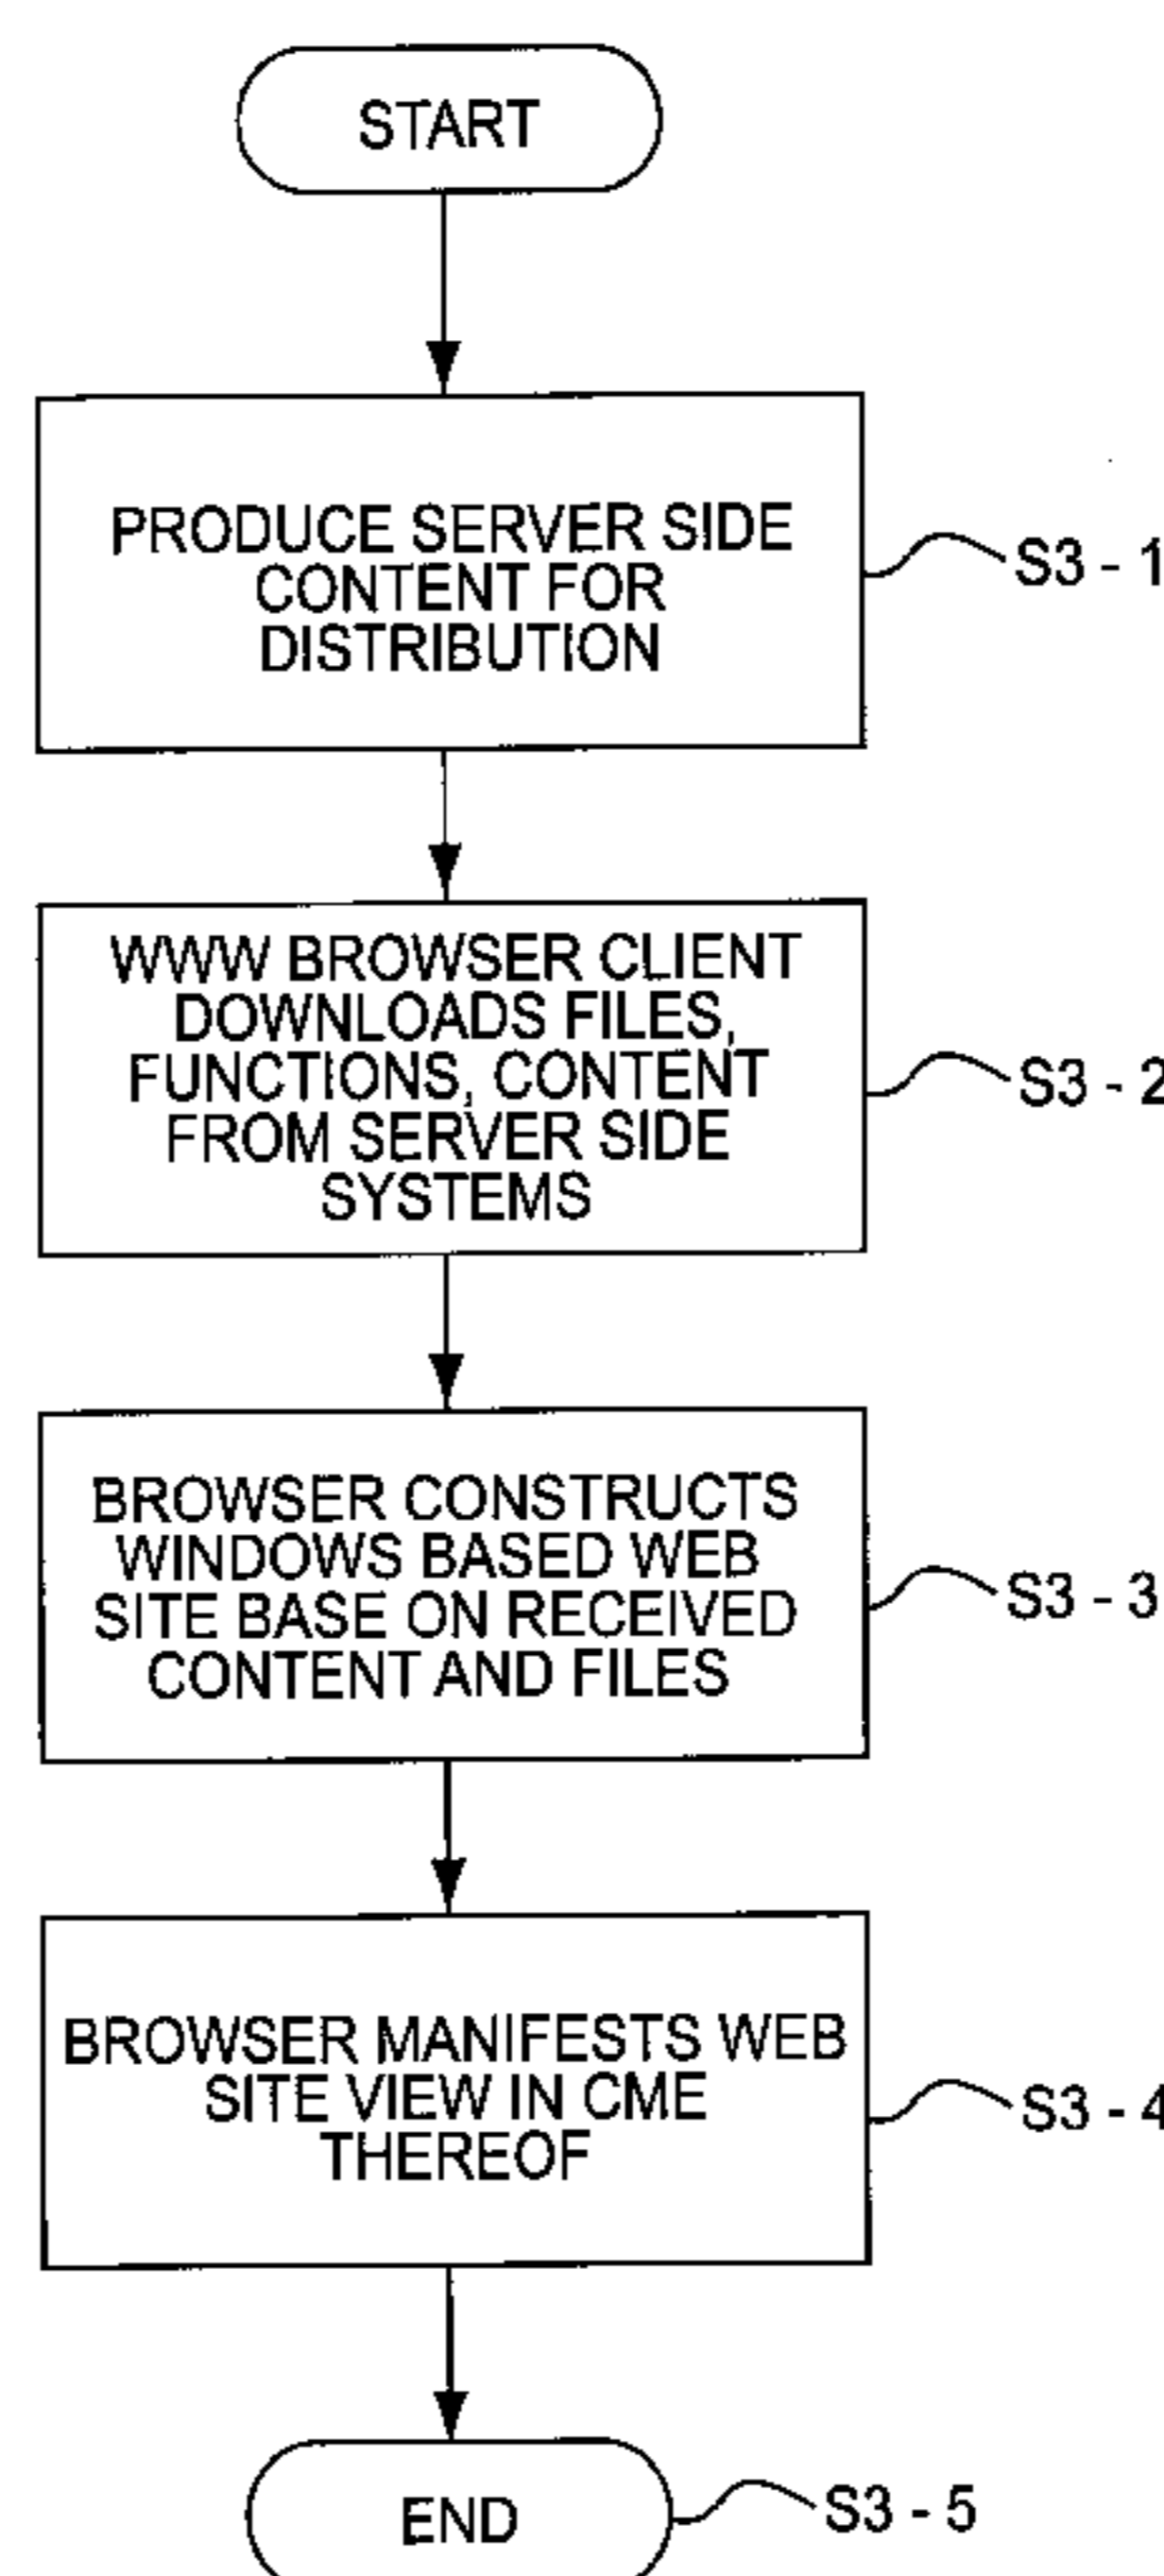 START
PRODUCE SERVER SIDE
CONTENT FOR
DISTRIBUTION
S3 - 1
WWW BROWSER CLIENT
DOWNLOADS FILES,
FUNCTIONS, CONTENT
FROM SERVER SIDE
SYSTEMS
S3 - 2
BROWSER CONSTRUCTS
WINDOWS BASED WEB
SITE BASE ON RECEIVED
CONTENT AND FILES
S3 - 3
BROWSER MANIFESTS WEB
SITE VIEW IN CME
THEREOF
S3 - 4
END
S3 - 5